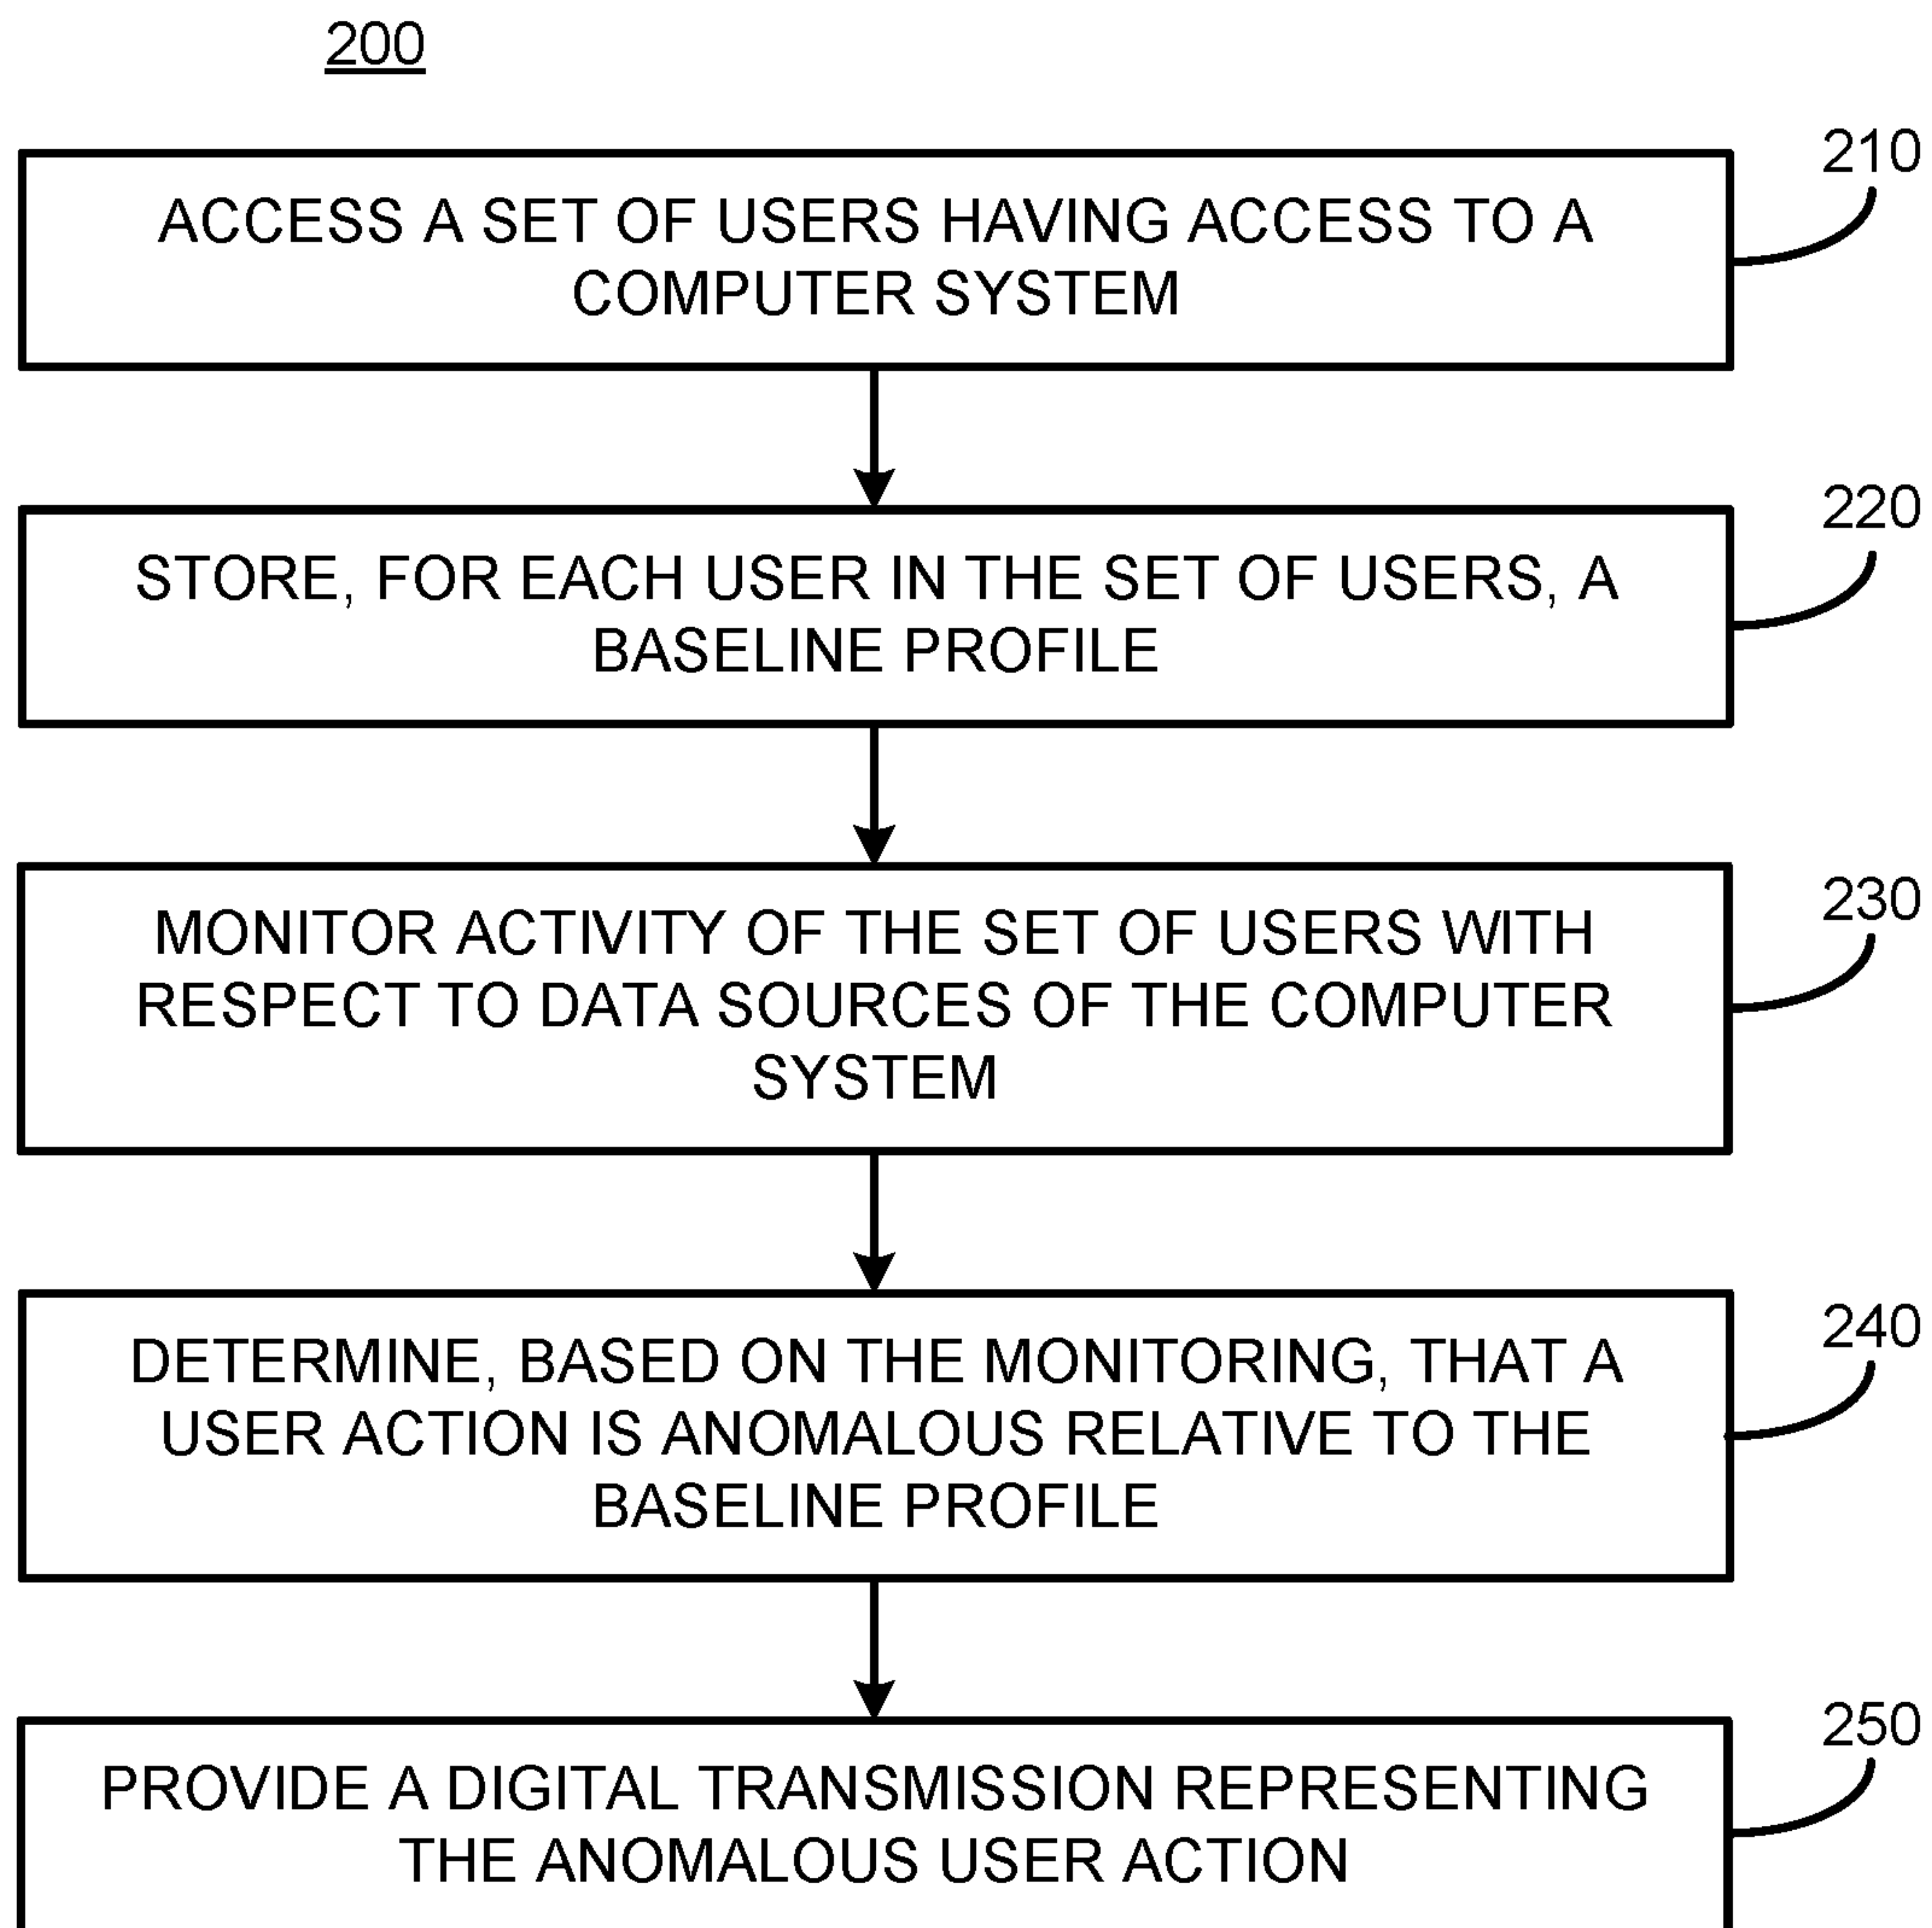 200
210
ACCESS A SET OF USERS HAVING ACCESS TO A
COMPUTER SYSTEM
220
STORE, FOR EACH USER IN THE SET OF USERS, A
BASELINE PROFILE
230
MONITOR ACTIVITY OF THE SET OF USERS WITH
RESPECT TO DATA SOURCES OF THE COMPUTER
SYSTEM
240
DETERMINE, BASED ON THE MONITORING, THAT A
USER ACTION IS ANOMALOUS RELATIVE TO THE
BASELINE PROFILE
250
PROVIDE A DIGITAL TRANSMISSION REPRESENTING
THE ANOMALOUS USER ACTION